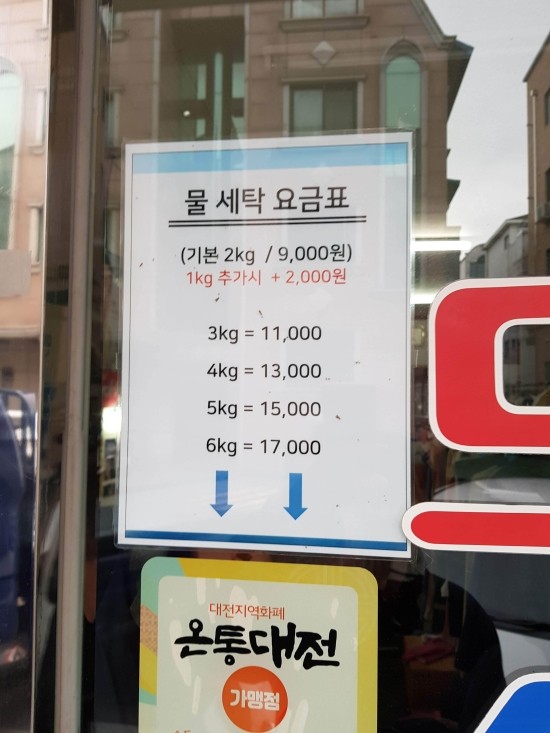 물 세탁 요금표
(기본 2kg / 9,000원)
1kg 추가시 + 2,000원
3kg = 11,000
4kg = 13,000
5kg = 15,000
6kg = 17,000
대전지역화폐
온통대전
가맹점